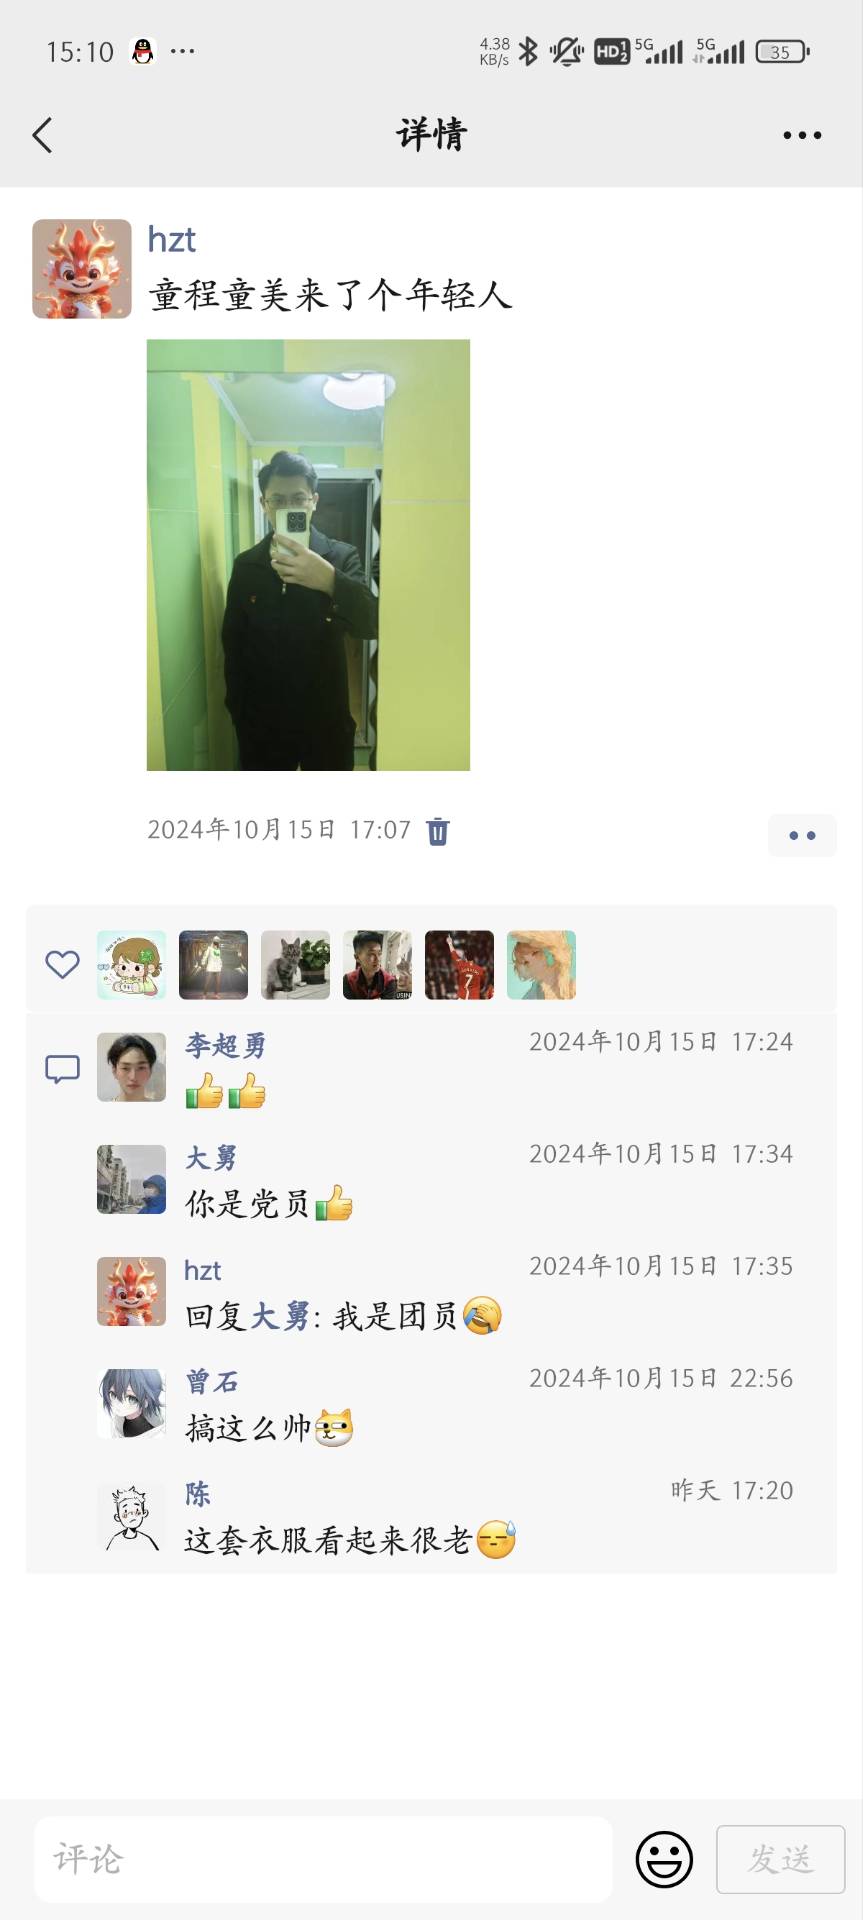 15:10
4.38
KB/s
HD 1 2
5G
5G
35
详情
hzt
童程童美来了个年轻人
2024年10月15日 17:07
李超勇
2024年10月15日 17:24
大舅
2024年10月15日 17:34
你是党员
hzt
2024年10月15日 17:35
回复大舅: 我是团员
曾石
2024年10月15日 22:56
搞这么帅
陈
昨天 17:20
这套衣服看起来很老
评论
发送